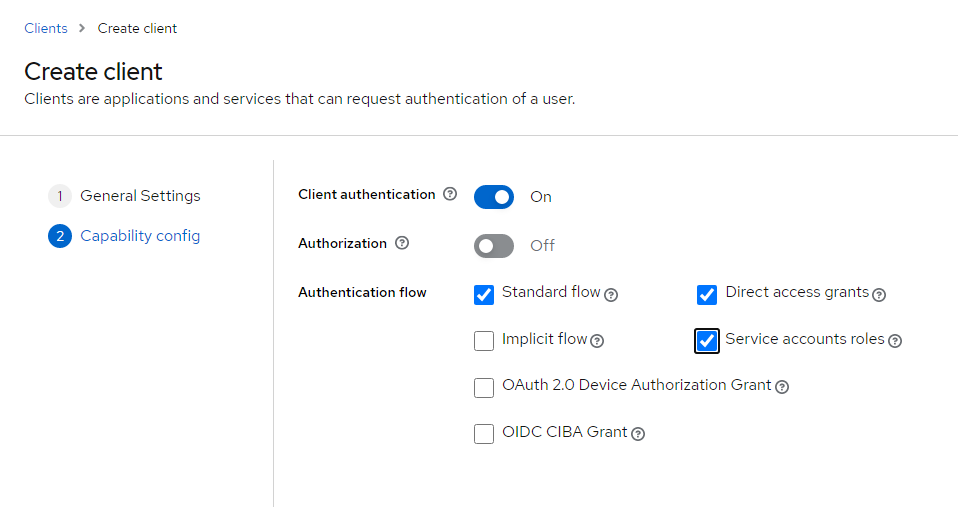 Clients > Create client
Create client
Clients are applications and services that can request authentication of a user.
1 General Settings
2 Capability config
Client authentication ? On
Authorization ? Off
Authentication flow
Standard flow ? Direct access grants ?
Implicit flow ? Service accounts roles ?
OAuth 2.0 Device Authorization Grant ?
OIDC CIBA Grant ?